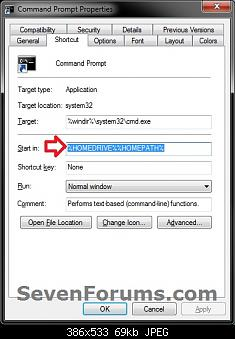 Command Prompt Properties
Compatibility Security Details Previous Versions
General Shortcut Options Font Layout Colors
Command Prompt
Target type: Application
Target location: system32
Target: %windir%\system32\cmd.exe
Start in: %HOMEDRIVE%%HOMEPATH%
Shortcut key: None
Run: Normal window
Comment: Performs text based (command-line) functions.
Open File Location Change Icon... Advanced...
SevenForums.com
OK Cancel Apply
386x533 69kb JPEG